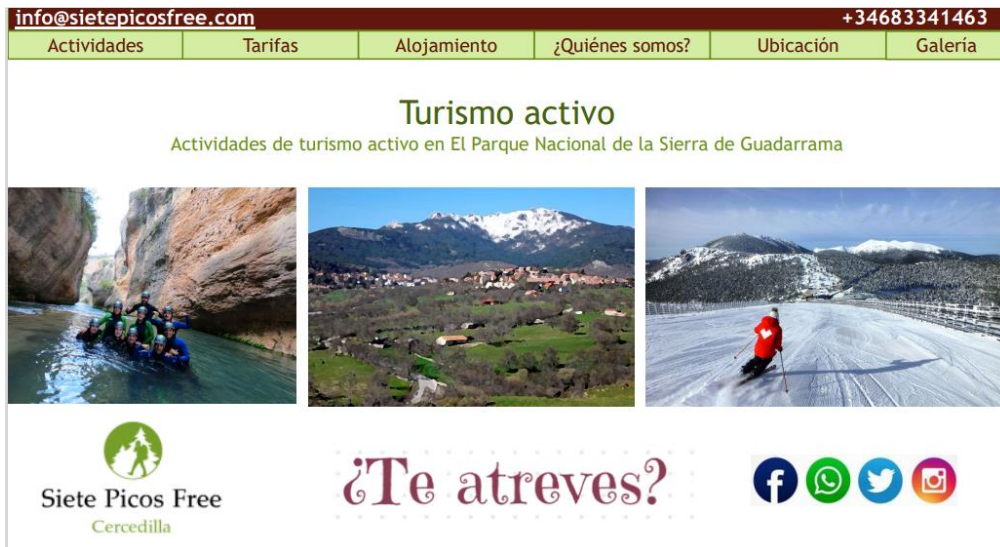 info@sietepicosfree.com +34683341463
Actividades Tarifas Alojamiento ¿Quiénes somos? Ubicación Galería
Turismo activo
Actividades de turismo activo en El Parque Nacional de la Sierra de Guadarrama
¿Te atreves?
Siete Picos Free
Cercedilla